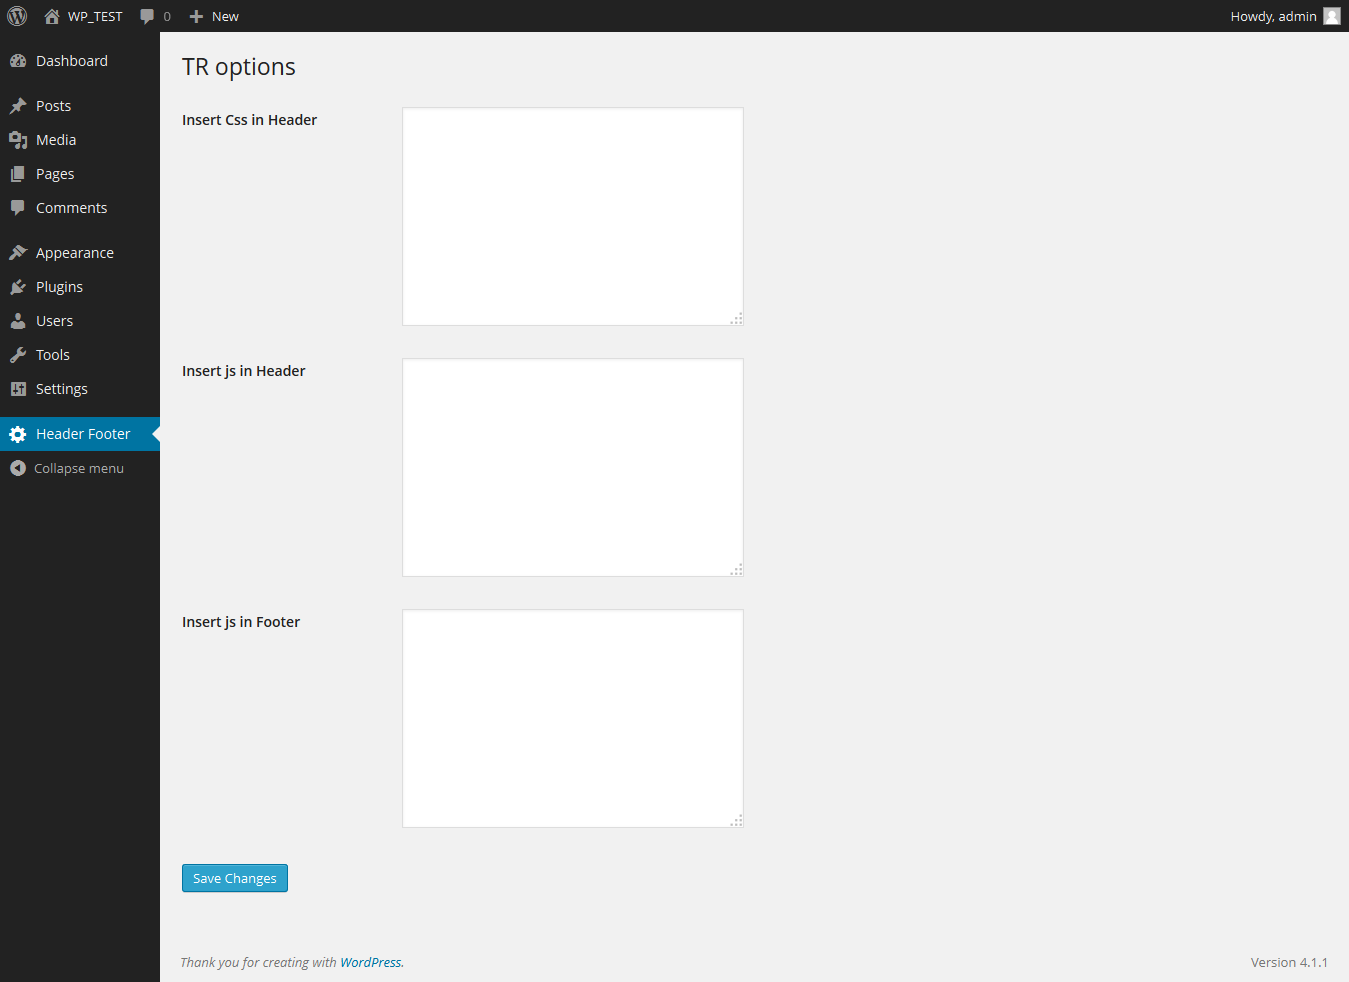 WP_TEST 0 New Howdy, admin
Dashboard
Posts
Media
Pages
Comments
Appearance
Plugins
Users
Tools
Settings
Header Footer
Collapse menu
TR options
Insert Css in Header
Insert js in Header
Insert js in Footer
Save Changes
Thank you for creating with WordPress.
Version 4.1.1